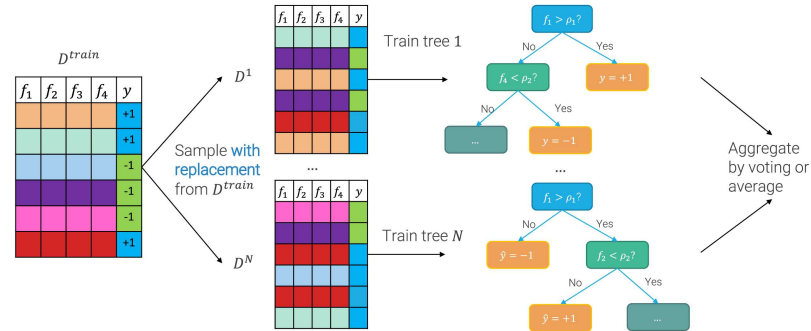 D^train
f₁ f₂ f₃ f₄ y
+1
+1
-1
-1
-1
+1
Sample with
replacement
from D^train
D¹
f₁ f₂ f₃ f₄ y
...
D^N
f₁ f₂ f₃ f₄ y
Train tree 1
f₁ > ρ₁?
No Yes
f₄ < ρ₂?
y = +1
No Yes
...
y = −1
...
Train tree N
f₁ > ρ₁?
No Yes
ŷ = −1
f₂ < ρ₂?
No Yes
ŷ = +1
...
Aggregate
by voting or
average